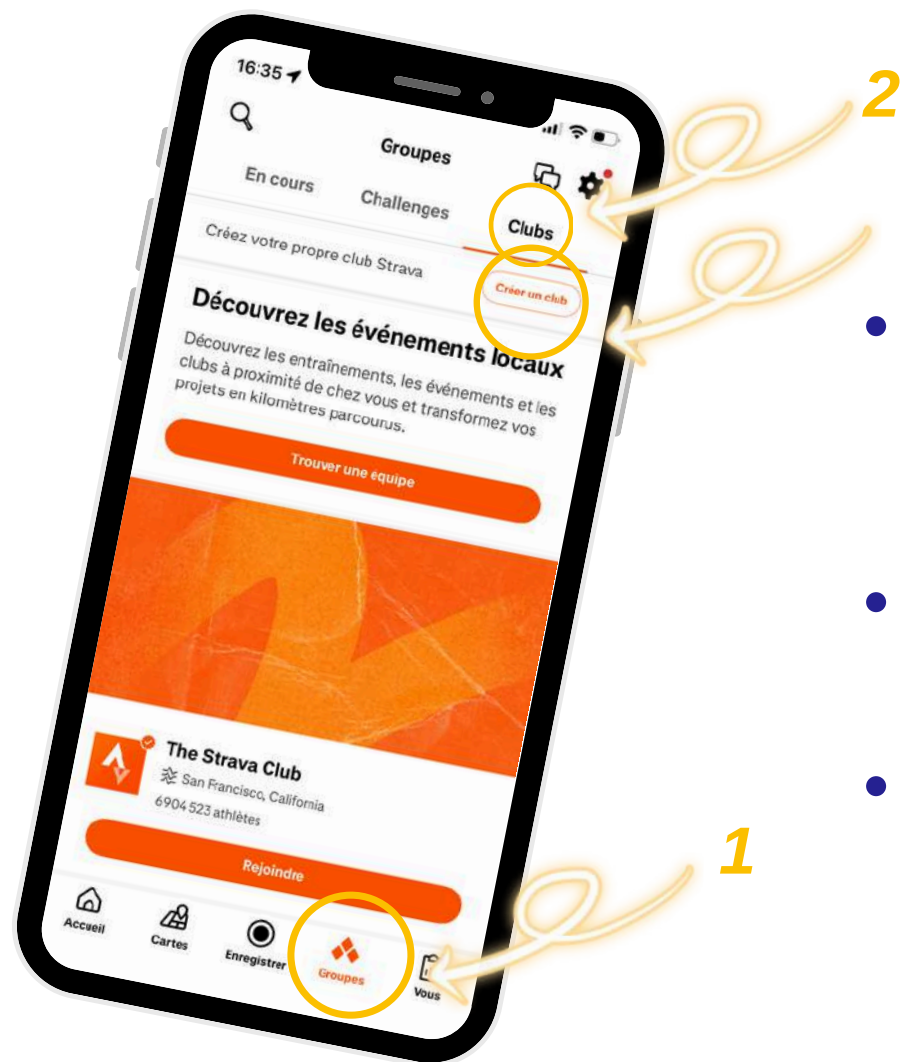 16:35
2
Groupes
En cours
Challenges
Clubs
Créez votre propre club Strava
Créer un club
Découvrez les événements locaux
Découvrez les entraînements, les événements et les
clubs à proximité de chez vous et transformez vos
projets en kilomètres parcourus.
Trouver une équipe
The Strava Club
San Francisco, California
6 904 523 athlètes
Rejoindre
1
Accueil
Cartes
Enregistrer
Groupes
Vous